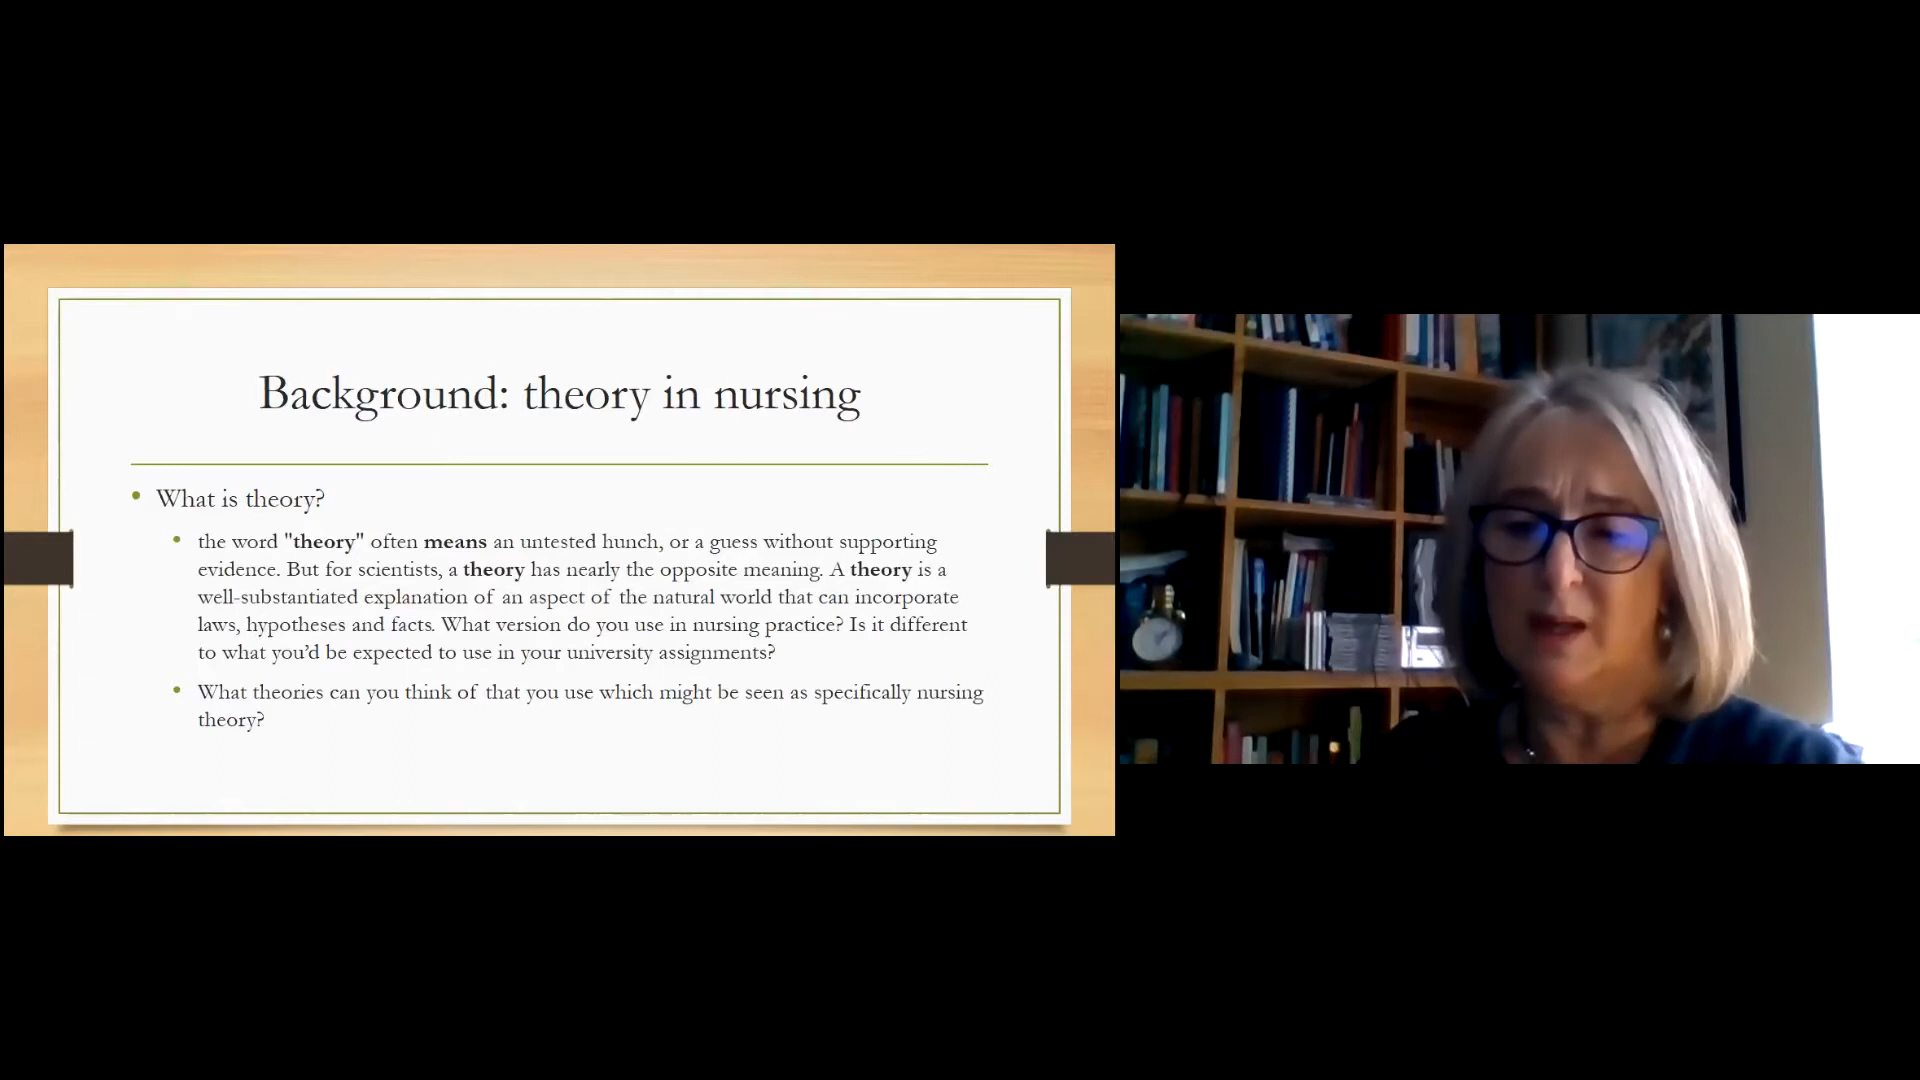 Background: theory in nursing
• What is theory?
• the word "theory" often means an untested hunch, or a guess without supporting
evidence. But for scientists, a theory has nearly the opposite meaning. A theory is a
well-substantiated explanation of an aspect of the natural world that can incorporate
laws, hypotheses and facts. What version do you use in nursing practice? Is it different
to what you’d be expected to use in your university assignments?
• What theories can you think of that you use which might be seen as specifically nursing
theory?